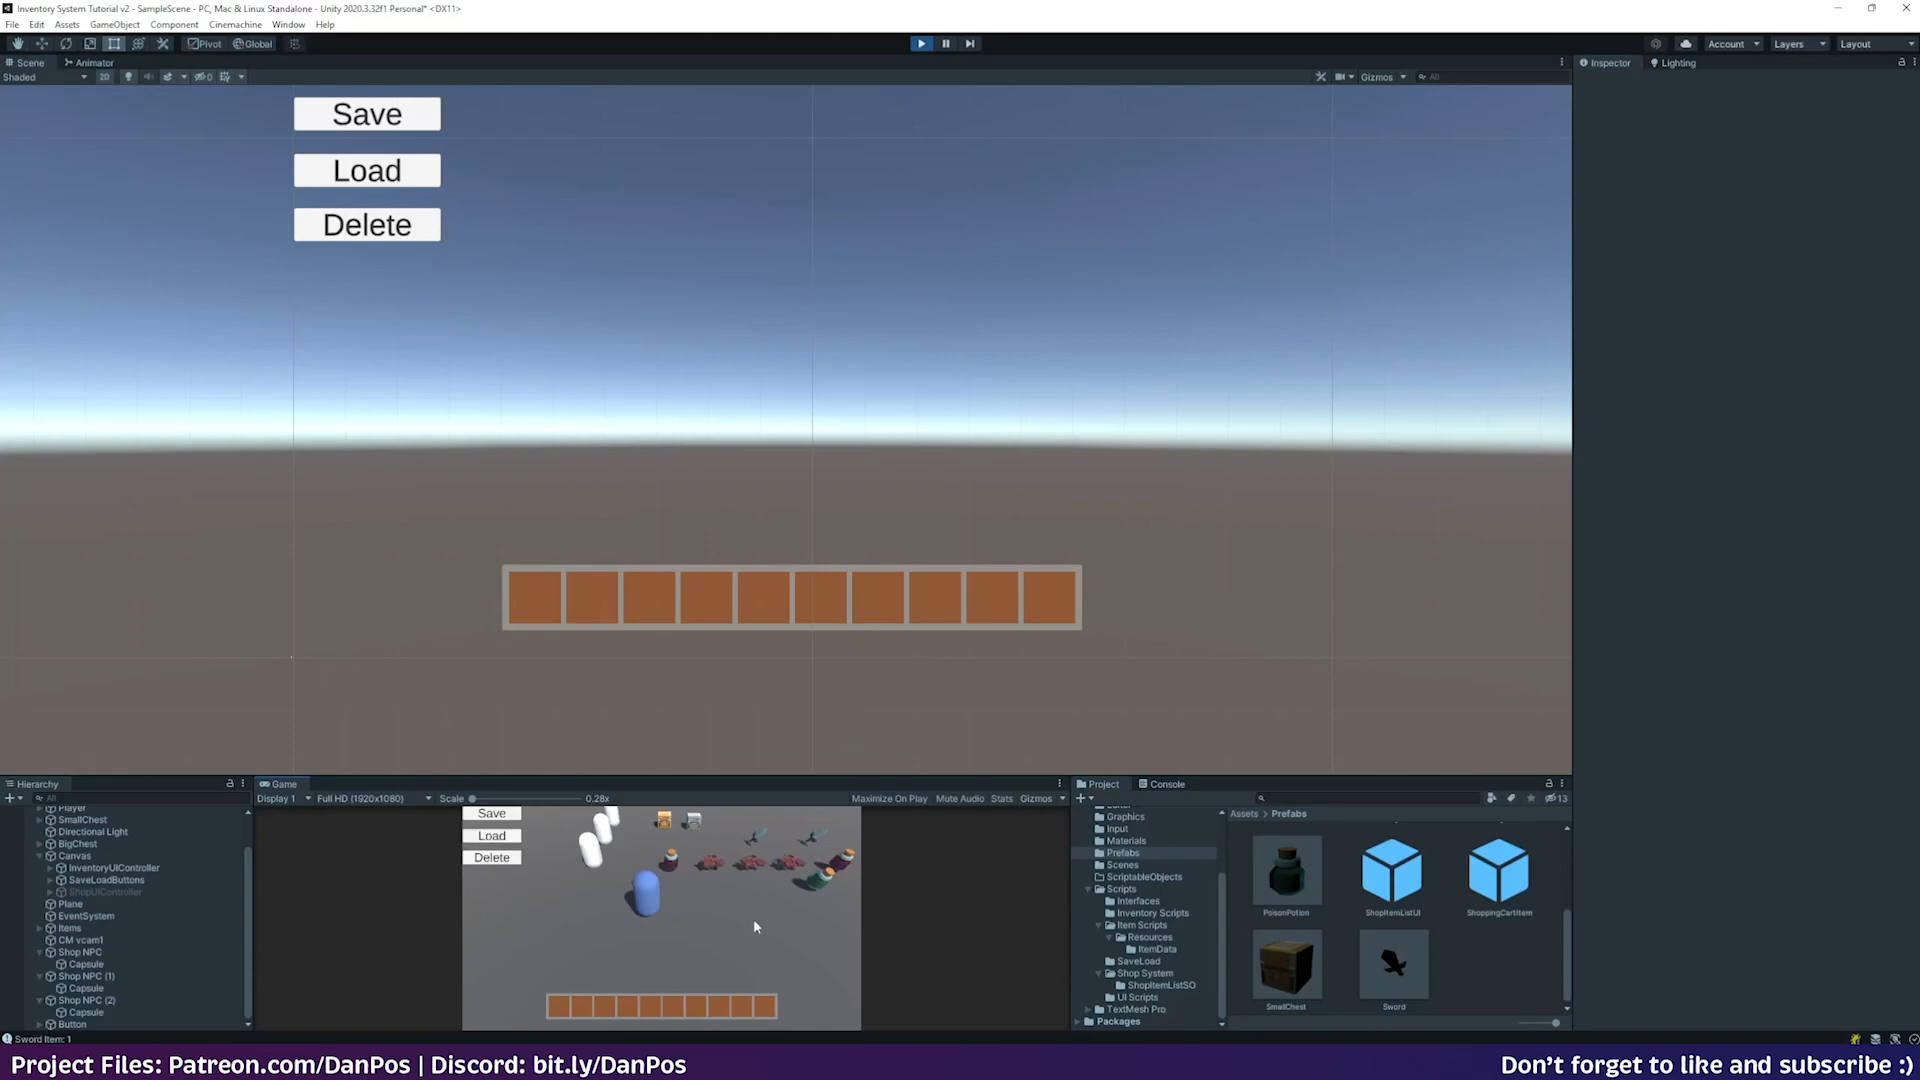 Inventory System Tutorial v2 - SampleScene - PC, Mac & Linux Standalone - Unity 2020.3.32f1 Personal* <DX11>
File Edit Assets GameObject Component Cinemachine Window Help
Pivot Global Account Layers Layout
Scene Animator Inspector Lighting
Shaded 2D 0 Gizmos All
Save
Load
Delete
Hierarchy
All
Player
SmallChest
Directional Light
BigChest
Canvas
InventoryUIController
SaveLoadButtons
ShopUIController
Plane
EventSystem
Items
CM vcam1
Shop NPC
Capsule
Shop NPC (1)
Capsule
Shop NPC (2)
Capsule
Button
Game
Display 1 Full HD (1920x1080) Scale 0.28x Maximize On Play Mute Audio Stats Gizmos
Save
Load
Delete
Project Console
13
Graphics
Input
Materials
Prefabs
Scenes
ScriptableObjects
Scripts
Interfaces
Inventory Scripts
Item Scripts
Resources
ItemData
SaveLoad
Shop System
ShopItemListSO
UI Scripts
TextMesh Pro
Packages
Assets > Prefabs
PoisonPotion ShopItemListUI ShoppingCartItem
SmallChest Sword
Sword Item: 1
Project Files: Patreon.com/DanPos | Discord: bit.ly/DanPos
Don't forget to like and subscribe :)